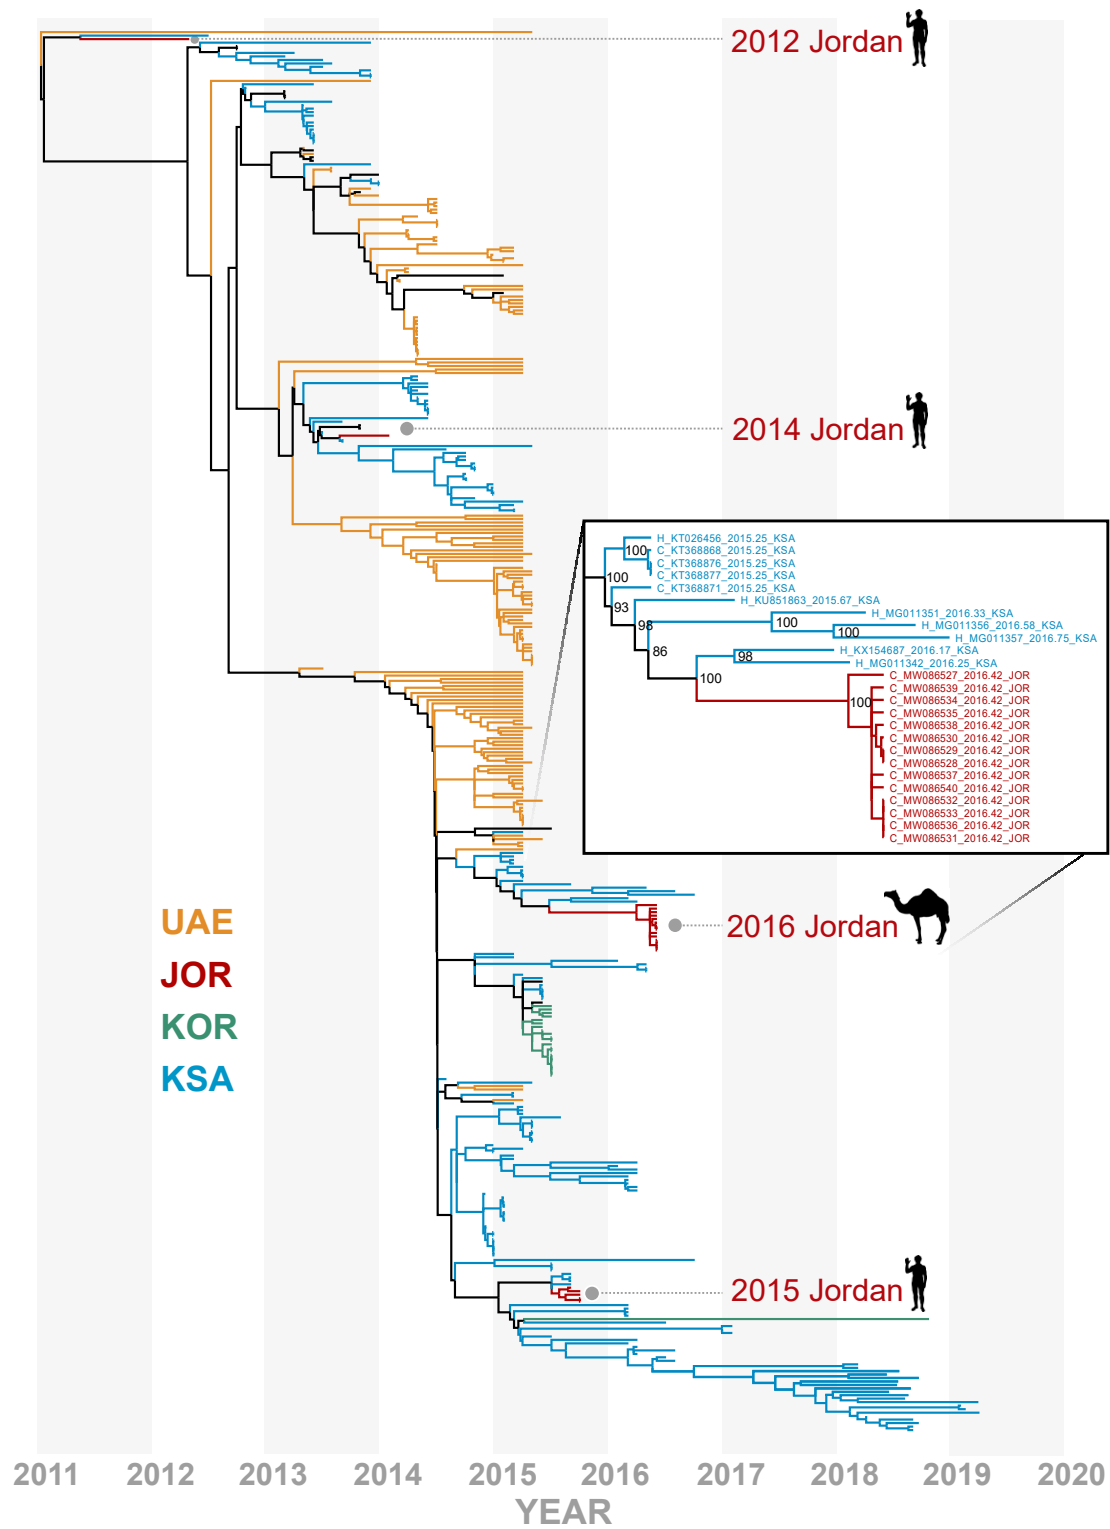 2012 Jordan
2014 Jordan
H_KT026456_2015.25_KSA
C_KT368868_2015.25_KSA
100
C_KT368876_2015.25_KSA
C_KT368877_2015.25_KSA
100
C_KT368871_2015.25_KSA
H_KU851863_2015.67_KSA
93
H_MG011351_2016.33_KSA
98
100
H_MG011356_2016.58_KSA
100
H_MG011357_2016.75_KSA
86
H_KX154687_2016.17_KSA
98
H_MG011342_2016.25_KSA
100
C_MW086527_2016.42_JOR
C_MW086539_2016.42_JOR
100
C_MW086534_2016.42_JOR
C_MW086535_2016.42_JOR
C_MW086538_2016.42_JOR
C_MW086530_2016.42_JOR
C_MW086529_2016.42_JOR
C_MW086528_2016.42_JOR
C_MW086537_2016.42_JOR
C_MW086540_2016.42_JOR
C_MW086532_2016.42_JOR
C_MW086533_2016.42_JOR
C_MW086536_2016.42_JOR
C_MW086531_2016.42_JOR
UAE
2016 Jordan
JOR
KOR
KSA
2015 Jordan
2011 2012 2013 2014 2015 2016 2017 2018 2019 2020
YEAR